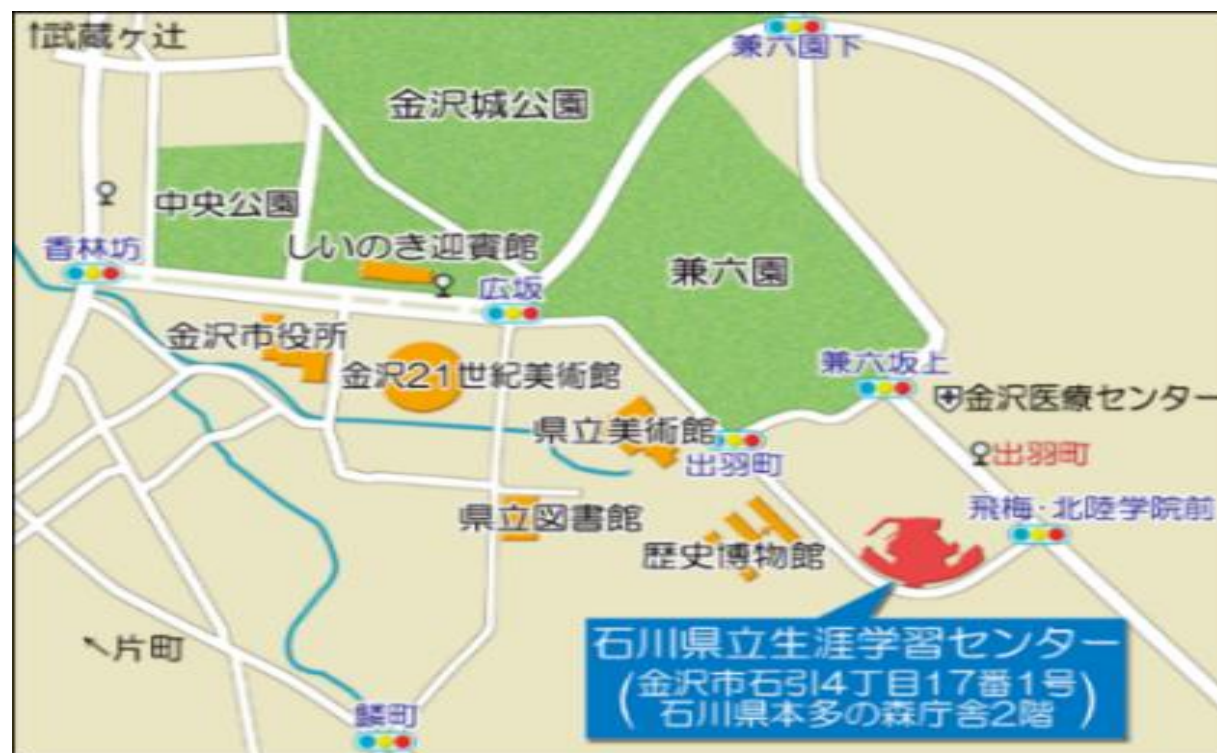 ↑武蔵ヶ辻
兼六園下
金沢城公園
中央公園
しいのき迎賓館
香林坊
広坂
兼六園
金沢市役所
金沢21世紀美術館
兼六坂上
金沢医療センター
県立美術館
出羽町
出羽町
県立図書館
飛梅・北陸学院前
歴史博物館
↖片町
鱗町
石川県立生涯学習センター
(金沢市石引4丁目17番1号
石川県本多の森庁舎2階)